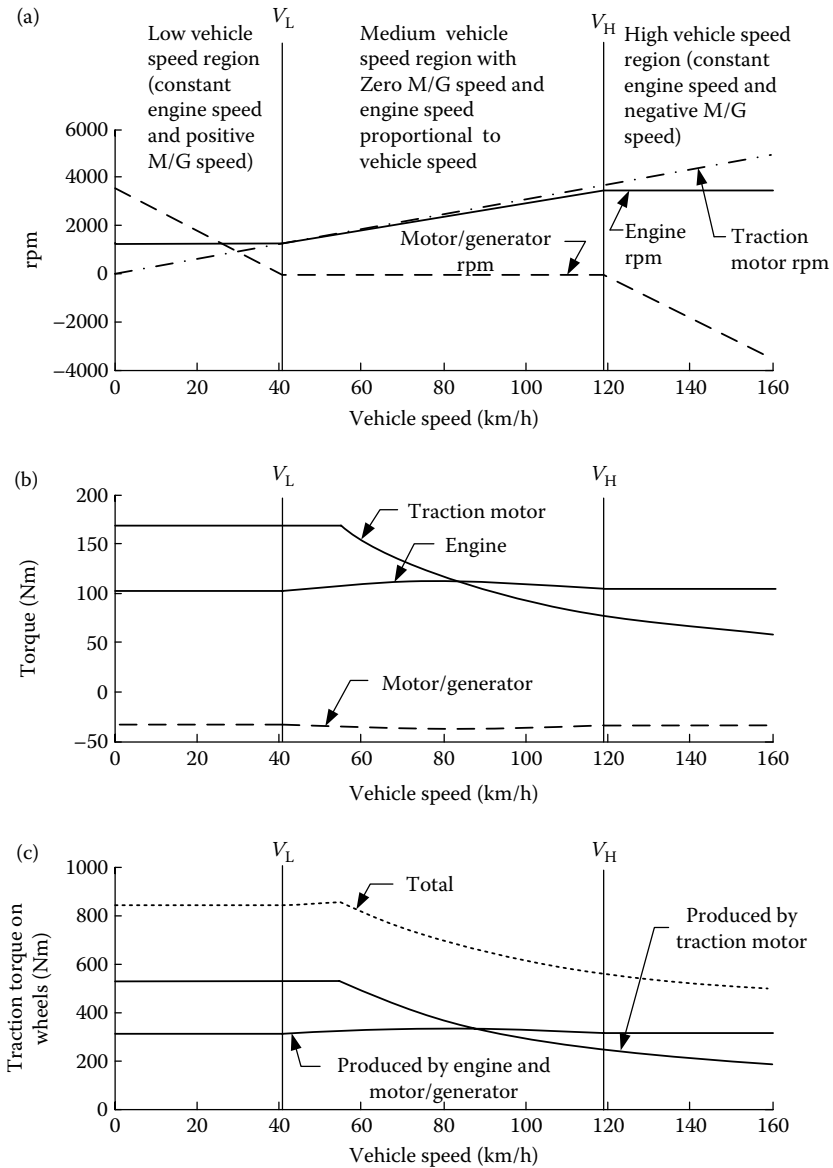 (a)
V_L
V_H
Low vehicle
speed region
(constant
engine speed
and positive
M/G speed)
Medium vehicle
speed region with
Zero M/G speed and
engine speed
proportional to
vehicle speed
High vehicle speed
region (constant
engine speed and
negative M/G
speed)
6000
4000
2000
0
−2000
−4000
rpm
Motor/generator
rpm
Engine
rpm
Traction
motor rpm
0 20 40 60 80 100 120 140 160
Vehicle speed (km/h)
(b)
V_L
V_H
200
150
100
50
0
−50
Torque (Nm)
Traction motor
Engine
Motor/generator
0 20 40 60 80 100 120 140 160
Vehicle speed (km/h)
(c)
V_L
V_H
1000
800
600
400
200
0
Traction torque on
wheels (Nm)
Total
Produced by
traction motor
Produced by engine and
motor/generator
0 20 40 60 80 100 120 140 160
Vehicle speed (km/h)